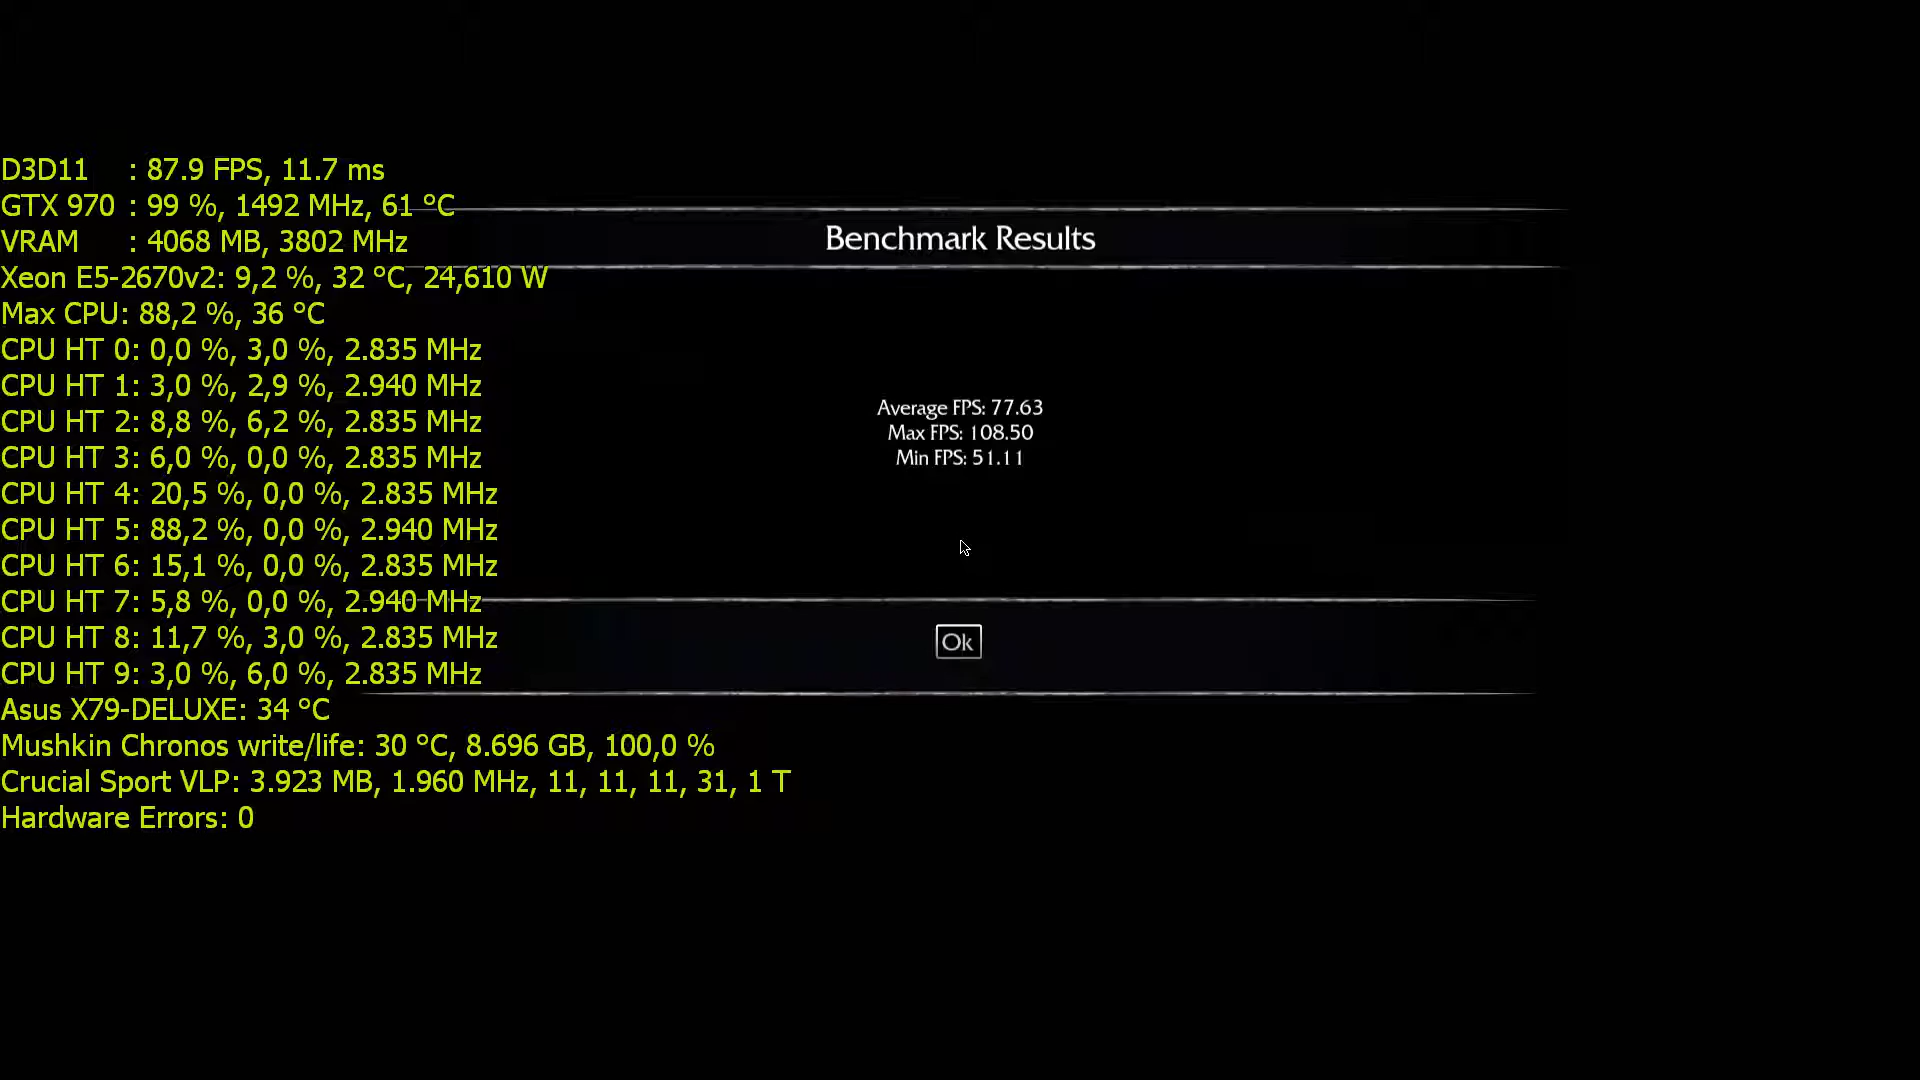 D3D11 : 87.9 FPS, 11.7 ms
GTX 970 : 99 %, 1492 MHz, 61 °C
VRAM : 4068 MB, 3802 MHz
Benchmark Results
Xeon E5-2670v2: 9,2 %, 32 °C, 24,610 W
Max CPU: 88,2 %, 36 °C
CPU HT 0: 0,0 %, 3,0 %, 2.835 MHz
CPU HT 1: 3,0 %, 2,9 %, 2.940 MHz
Average FPS: 77.63
CPU HT 2: 8,8 %, 6,2 %, 2.835 MHz
Max FPS: 108.50
CPU HT 3: 6,0 %, 0,0 %, 2.835 MHz
Min FPS: 51.11
CPU HT 4: 20,5 %, 0,0 %, 2.835 MHz
CPU HT 5: 88,2 %, 0,0 %, 2.940 MHz
CPU HT 6: 15,1 %, 0,0 %, 2.835 MHz
CPU HT 7: 5,8 %, 0,0 %, 2.940 MHz
CPU HT 8: 11,7 %, 3,0 %, 2.835 MHz
Ok
CPU HT 9: 3,0 %, 6,0 %, 2.835 MHz
Asus X79-DELUXE: 34 °C
Mushkin Chronos write/life: 30 °C, 8.696 GB, 100,0 %
Crucial Sport VLP: 3.923 MB, 1.960 MHz, 11, 11, 11, 31, 1 T
Hardware Errors: 0